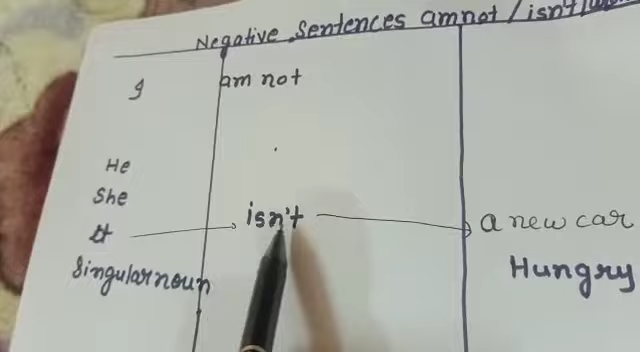 Negative Sentences am not / isn't /
I am not
He
She
It isn't a new car
Singular noun Hungry